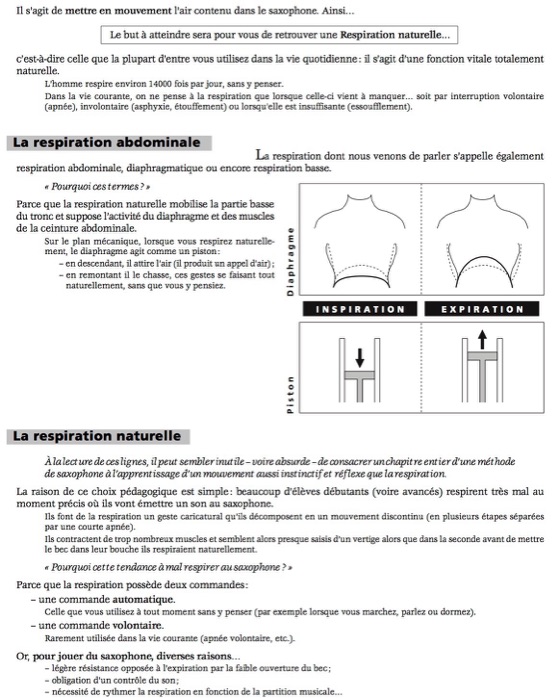 Il s'agit de mettre en mouvement l'air contenu dans le saxophone. Ainsi...
Le but à atteindre sera pour vous de retrouver une Respiration naturelle...
c'est-à-dire celle que la plupart d'entre vous utilisez dans la vie quotidienne : il s'agit d'une fonction vitale totalement
naturelle.
L'homme respire environ 14000 fois par jour, sans y penser.
Dans la vie courante, on ne pense à la respiration que lorsque celle-ci vient à manquer... soit par interruption volontaire
(apnée), involontaire (asphyxie, étouffement) ou lorsqu'elle est insuffisante (essoufflement).
La respiration abdominale
La respiration dont nous venons de parler s'appelle également
respiration abdominale, diaphragmatique ou encore respiration basse.
« Pourquoi ces termes ? »
Parce que la respiration naturelle mobilise la partie basse
du tronc et suppose l'activité du diaphragme et des muscles
de la ceinture abdominale.
Sur le plan mécanique, lorsque vous respirez naturelle-
ment, le diaphragme agit comme un piston :
– en descendant, il attire l'air (il produit un appel d'air) ;
– en remontant il le chasse, ces gestes se faisant tout
naturellement, sans que vous y pensiez.
Diaphragme
INSPIRATION
EXPIRATION
Piston
La respiration naturelle
À la lecture de ces lignes, il peut sembler inutile – voire absurde – de consacrer un chapitre entier d'une méthode
de saxophone à l'apprentissage d'un mouvement aussi instinctif et réflexe que la respiration.
La raison de ce choix pédagogique est simple : beaucoup d'élèves débutants (voire avancés) respirent très mal au
moment précis où ils vont émettre un son au saxophone.
Ils font de la respiration un geste caricatural qu'ils décomposent en un mouvement discontinu (en plusieurs étapes séparées
par une courte apnée).
Ils contractent de trop nombreux muscles et semblent alors presque saisis d'un vertige alors que dans la seconde avant de mettre
le bec dans leur bouche ils respiraient naturellement.
« Pourquoi cette tendance à mal respirer au saxophone ? »
Parce que la respiration possède deux commandes :
– une commande automatique.
Celle que vous utilisez à tout moment sans y penser (par exemple lorsque vous marchez, parlez ou dormez).
– une commande volontaire.
Rarement utilisée dans la vie courante (apnée volontaire, etc.).
Or, pour jouer du saxophone, diverses raisons...
– légère résistance opposée à l'expiration par la faible ouverture du bec ;
– obligation d'un contrôle du son ;
– nécessité de rythmer la respiration en fonction de la partition musicale...